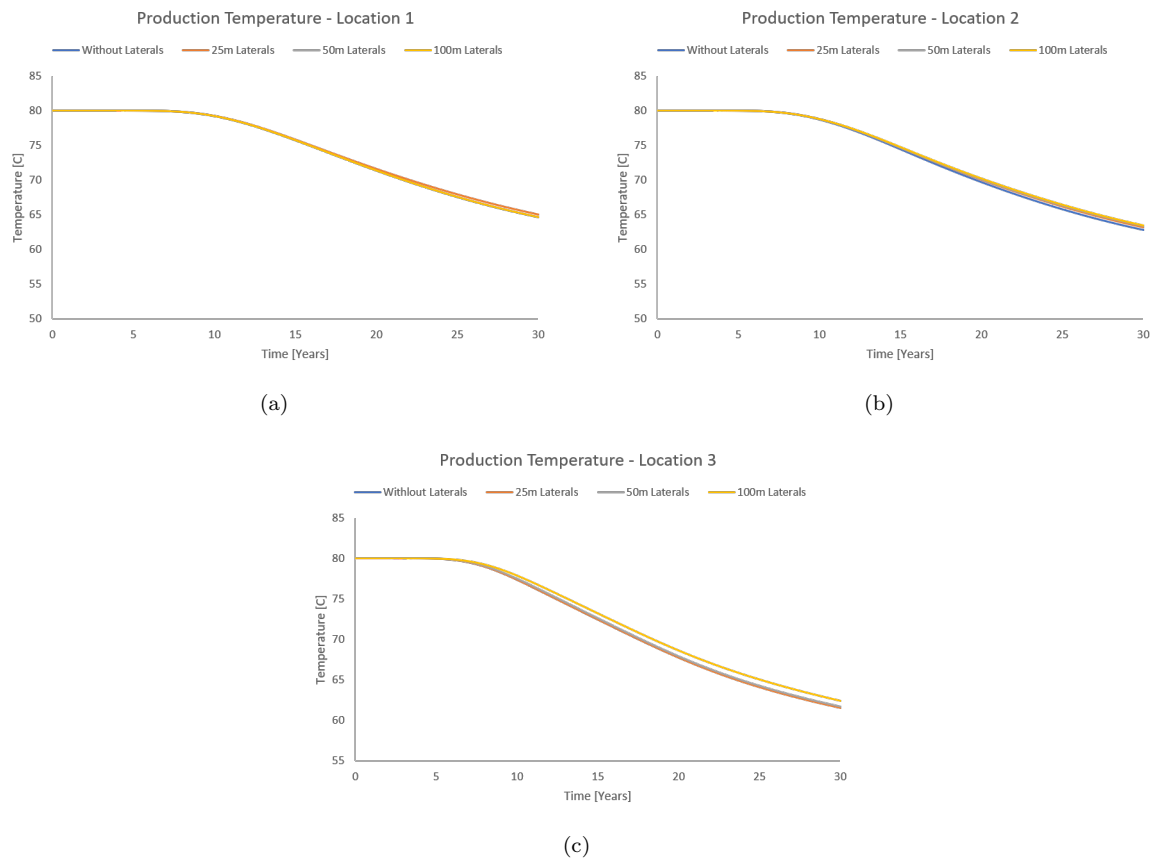 Production Temperature - Location 1
Without Laterals 25m Laterals 50m Laterals 100m Laterals
85
80
75
70
65
60
55
50
Temperature [C]
0 5 10 15 20 25 30
Time [Years]
(a)
Production Temperature - Location 2
Without Laterals 25m Laterals 50m Laterals 100m Laterals
85
80
75
70
65
60
55
50
Temperature [C]
0 5 10 15 20 25 30
Time [Years]
(b)
Production Temperature - Location 3
Withlout Laterals 25m Laterals 50m Laterals 100m Laterals
85
80
75
70
65
60
55
Temperature [C]
0 5 10 15 20 25 30
Time [Years]
(c)